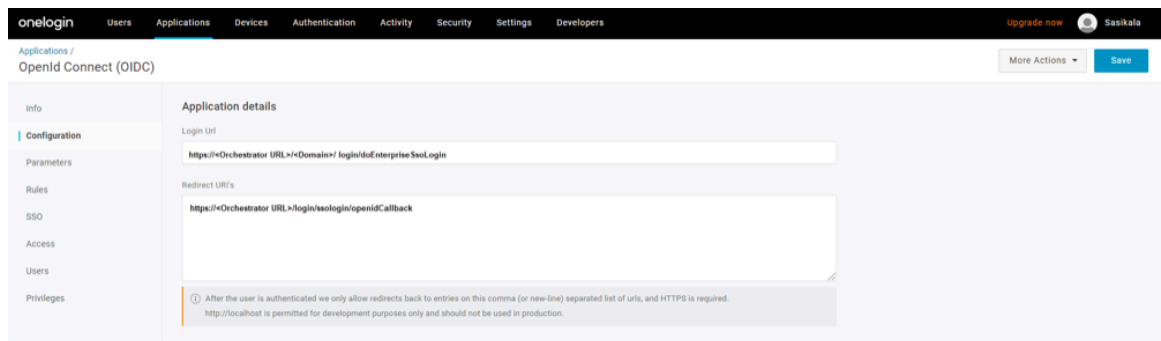 onelogin Users Applications Devices Authentication Activity Security Settings Developers Upgrade now Sasikala
Applications /
OpenId Connect (OIDC)
More Actions Save
Info
Configuration
Parameters
Rules
SSO
Access
Users
Privileges
Application details
Login Url
https://<Orchestrator URL>/<Domain>/ login/doEnterpriseSsoLogin
Redirect URI's
https://<Orchestrator URL>/login/ssologin/openidCallback
After the user is authenticated we only allow redirects back to entries on this comma (or new-line) separated list of urls, and HTTPS is required.
http://localhost is permitted for development purposes only and should not be used in production.